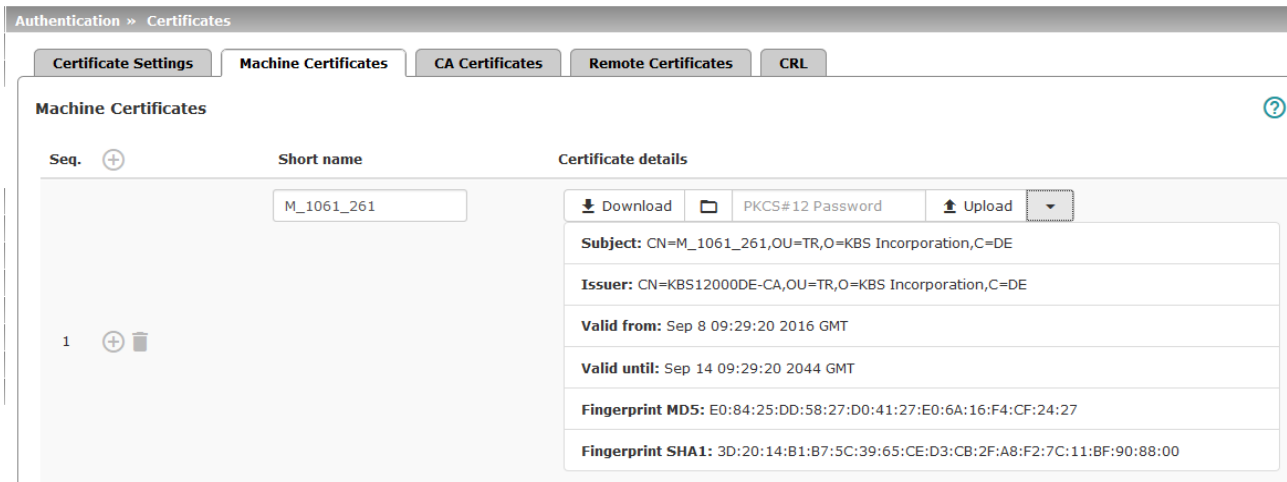 Authentication » Certificates
Certificate Settings Machine Certificates CA Certificates Remote Certificates CRL
Machine Certificates
Seq. Short name Certificate details
M_1061_261 Download PKCS#12 Password Upload
Subject: CN=M_1061_261,OU=TR,O=KBS Incorporation,C=DE
Issuer: CN=KBS12000DE-CA,OU=TR,O=KBS Incorporation,C=DE
Valid from: Sep 8 09:29:20 2016 GMT
1
Valid until: Sep 14 09:29:20 2044 GMT
Fingerprint MD5: E0:84:25:DD:58:27:D0:41:27:E0:6A:16:F4:CF:24:27
Fingerprint SHA1: 3D:20:14:B1:B7:5C:39:65:CE:D3:CB:2F:A8:F2:7C:11:BF:90:88:00